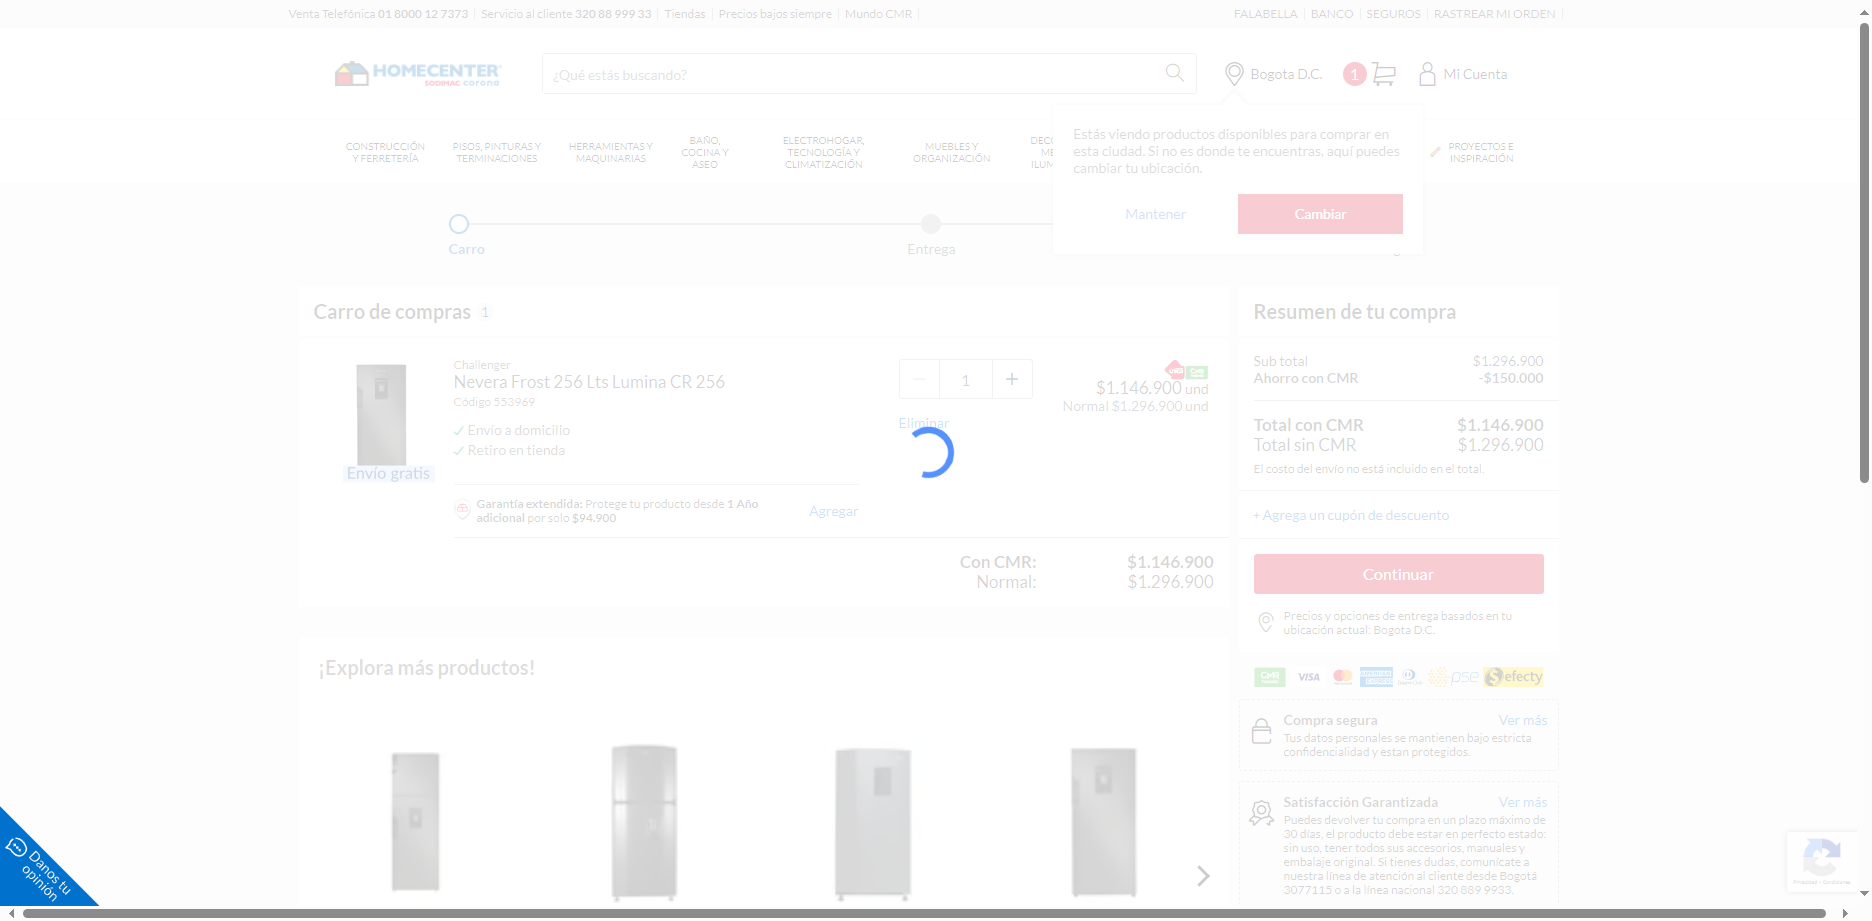 Venta Telefónica 01 8000 12 7373
Servicio al cliente 320 88 999 33
Tiendas
Precios bajos siempre
Mundo CMR
FALABELLA
BANCO
SEGUROS
RASTREAR MI ORDEN
HOMECENTER
SODIMAC corona
¿Qué estás buscando?
Bogota D.C.
1
Mi Cuenta
CONSTRUCCIÓN
Y FERRETERÍA
PISOS, PINTURAS Y
TERMINACIONES
HERRAMIENTAS Y
MAQUINARIAS
BAÑO,
COCINA Y
ASEO
ELECTROHOGAR,
TECNOLOGÍA Y
CLIMATIZACIÓN
MUEBLES Y
ORGANIZACIÓN
PROYECTOS E
INSPIRACIÓN
Estás viendo productos disponibles para comprar en
esta ciudad. Si no es donde te encuentras, aquí puedes
cambiar tu ubicación.
Mantener
Cambiar
Carro
Entrega
Carro de compras 1
Challenger
Nevera Frost 256 Lts Lumina CR 256
Código 553969
Envío a domicilio
Retiro en tienda
Envío gratis
1
Eliminar
CMR
$1.146.900 und
Normal $1.296.900 und
Garantía extendida: Protege tu producto desde 1 Año
adicional por solo $94.900
Agregar
Con CMR: $1.146.900
Normal: $1.296.900
Resumen de tu compra
Sub total $1.296.900
Ahorro con CMR -$150.000
Total con CMR $1.146.900
Total sin CMR $1.296.900
El costo del envío no está incluido en el total.
+ Agrega un cupón de descuento
Continuar
Precios y opciones de entrega basados en tu
ubicación actual: Bogota D.C.
CMR
VISA
pse
$ efecty
Compra segura
Ver más
Tus datos personales se mantienen bajo estricta
confidencialidad y estan protegidos.
Satisfacción Garantizada
Ver más
Puedes devolver tu compra en un plazo máximo de
30 días, el producto debe estar en perfecto estado:
sin uso, tener todos sus accesorios, manuales y
embalaje original. Si tienes dudas, comunícate a
nuestra línea de atención al cliente desde Bogotá
3077115 o a la línea nacional 320 889 9933.
¡Explora más productos!
Danos tu
opinión
Privacidad - Condiciones